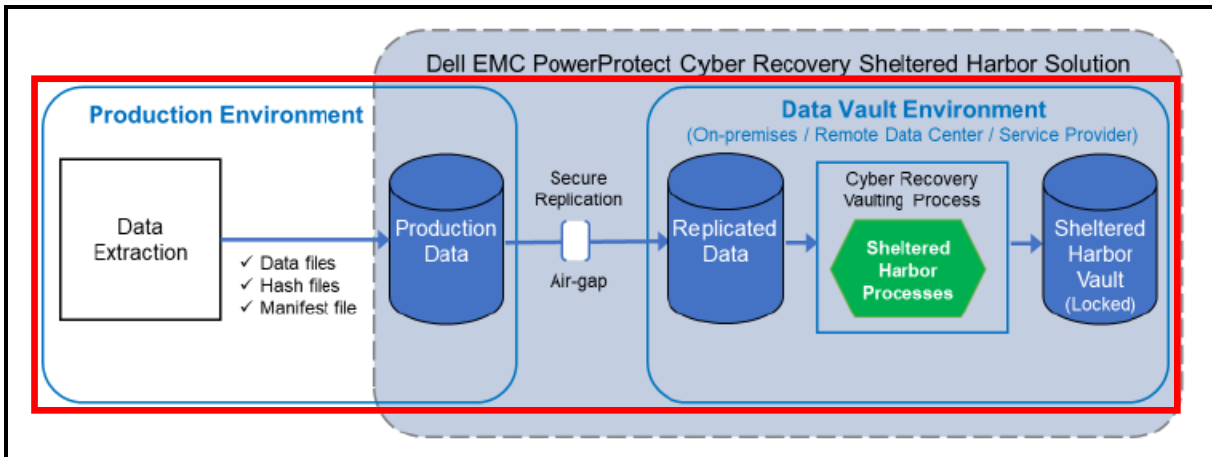 Dell EMC PowerProtect Cyber Recovery Sheltered Harbor Solution
Production Environment
Data Extraction
✓ Data files
✓ Hash files
✓ Manifest file
Production
Data
Secure
Replication
Air-gap
Data Vault Environment
(On-premises / Remote Data Center / Service Provider)
Replicated
Data
Cyber Recovery
Vaulting Process
Sheltered
Harbor
Processes
Sheltered
Harbor
Vault
(Locked)